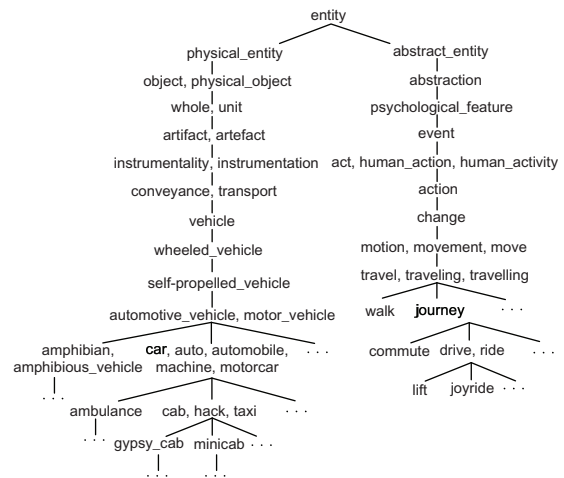 entity
physical_entity abstract_entity
object, physical_object abstraction
whole, unit psychological_feature
artifact, artefact event
instrumentality, instrumentation act, human_action, human_activity
conveyance, transport action
vehicle change
wheeled_vehicle motion, movement, move
self-propelled_vehicle travel, traveling, travelling
automotive_vehicle, motor_vehicle walk journey . . .
amphibian, car, auto, automobile, . . . commute drive, ride . . .
amphibious_vehicle machine, motorcar
. . . lift joyride . . .
ambulance cab, hack, taxi . . .
. . . gypsy_cab minicab . . .
. . . . . .